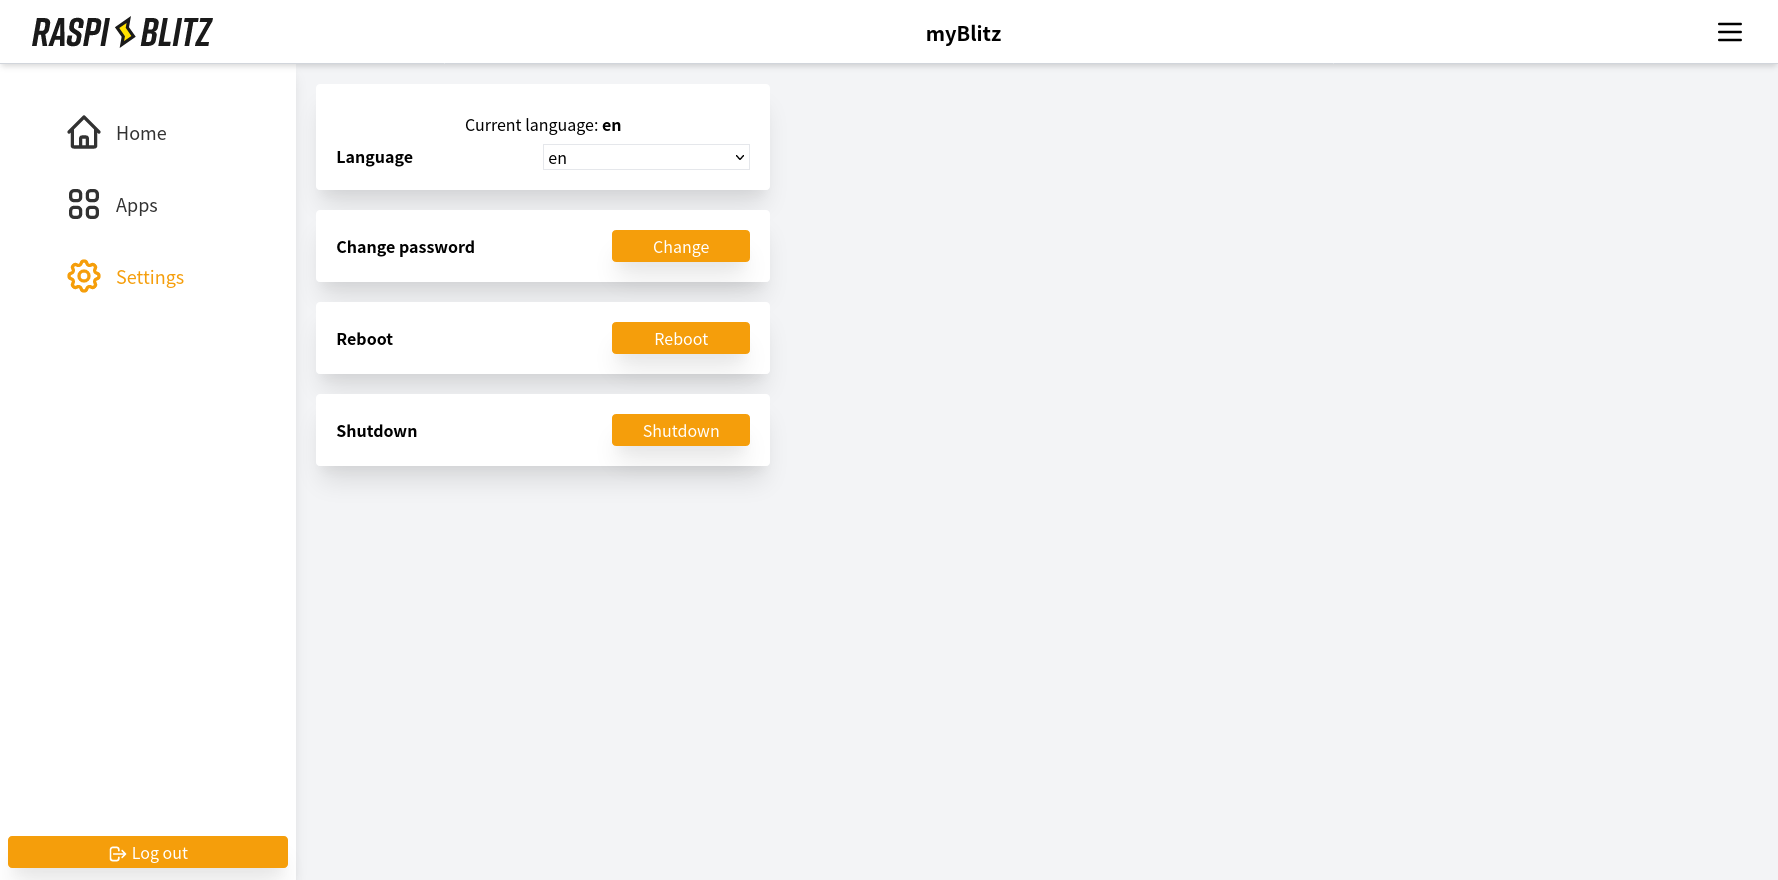 RASPI BLITZ
myBlitz
Home
Apps
Settings
Current language: en
Language
en
Change password
Change
Reboot
Reboot
Shutdown
Shutdown
Log out